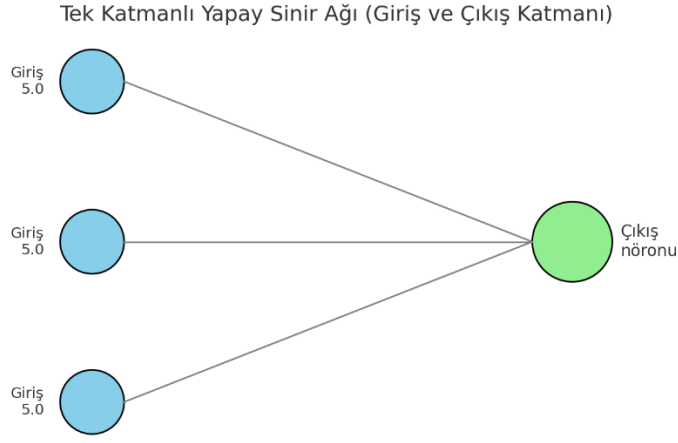 Tek Katmanlı Yapay Sinir Ağı (Giriş ve Çıkış Katmanı)
Giriş
5.0
Giriş
5.0
Çıkış
nöronu
Giriş
5.0